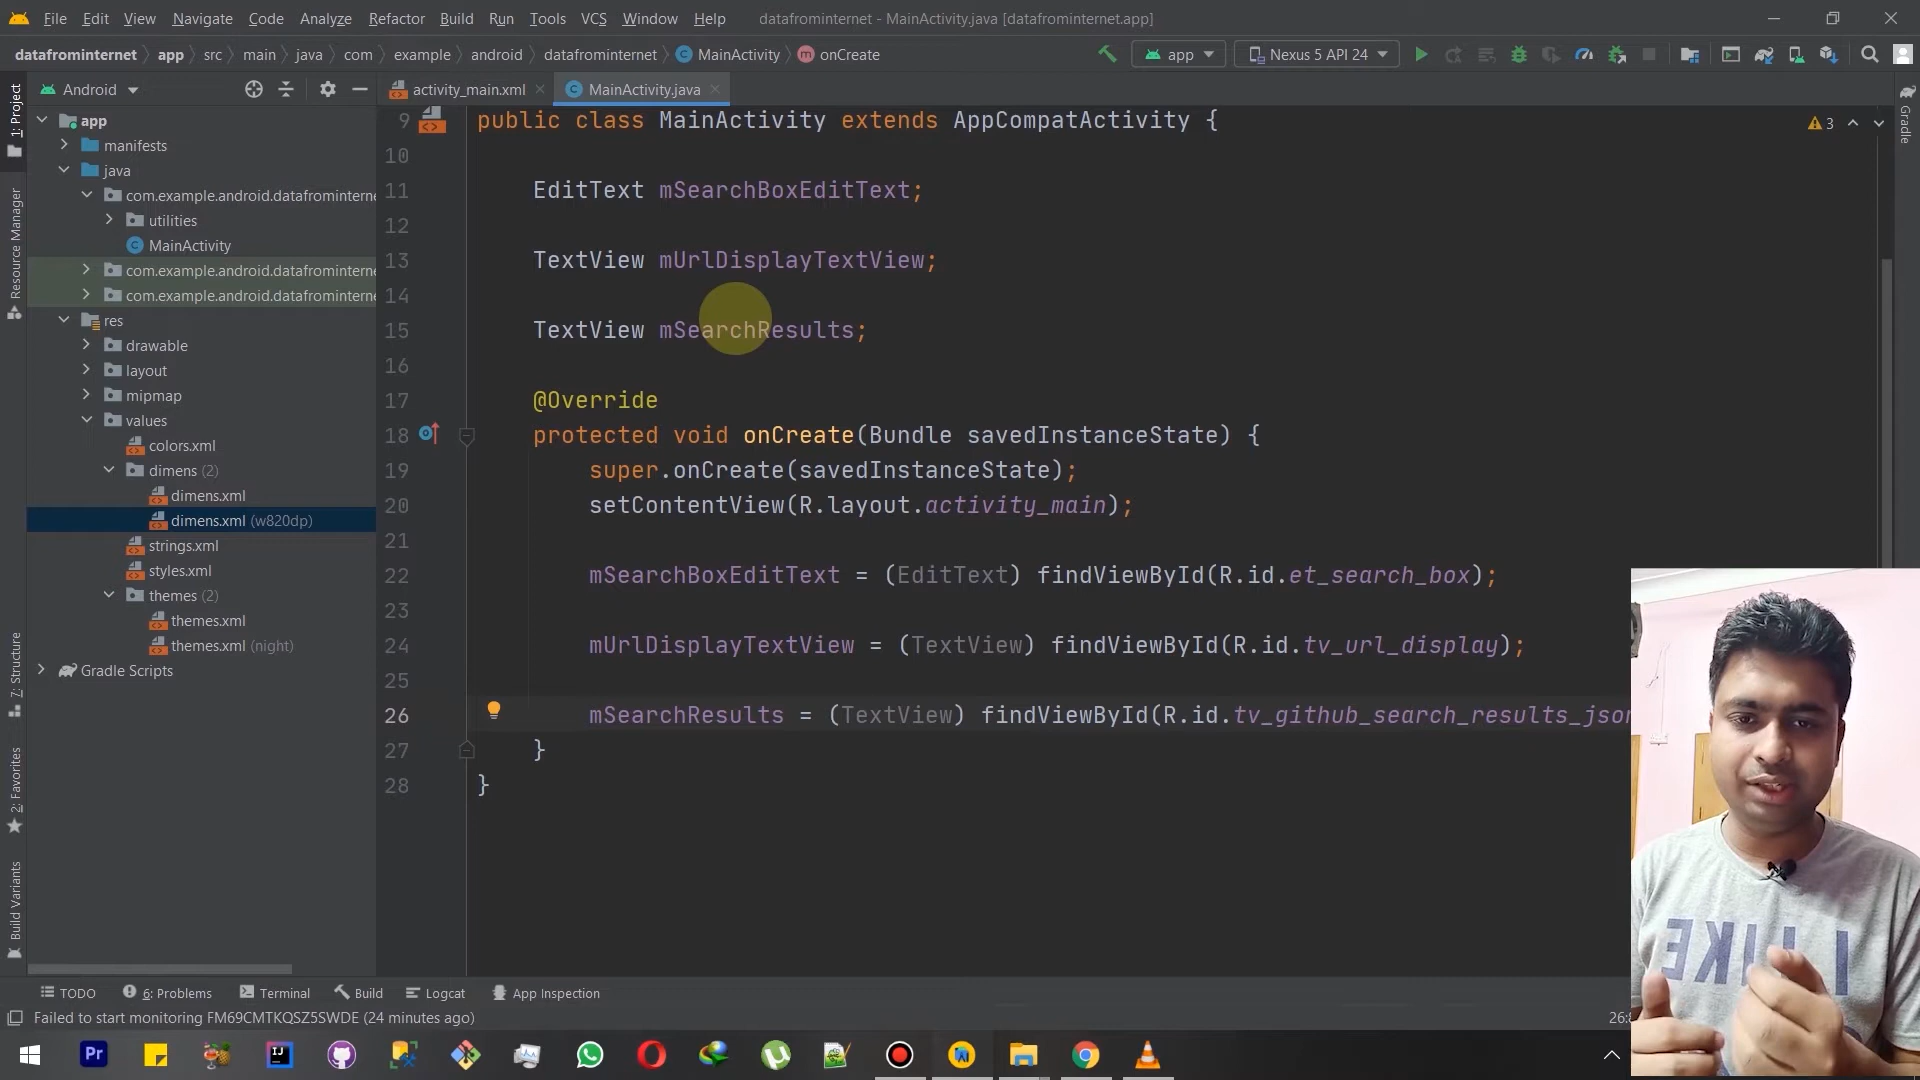 File Edit View Navigate Code Analyze Refactor Build Run Tools VCS Window Help datafrominternet - MainActivity.java [datafrominternet.app]
datafrominternet app src main java com example android datafrominternet MainActivity onCreate app Nexus 5 API 24
Android
activity_main.xml MainActivity.java
1: Project
Resource Manager
7: Structure
2: Favorites
Build Variants
app
manifests
java
com.example.android.datafrominterne
utilities
MainActivity
com.example.android.datafrominterne
com.example.android.datafrominterne
res
drawable
layout
mipmap
values
colors.xml
dimens (2)
dimens.xml
dimens.xml (w820dp)
strings.xml
styles.xml
themes (2)
themes.xml
themes.xml (night)
Gradle Scripts
9 public class MainActivity extends AppCompatActivity {
10
11 EditText mSearchBoxEditText;
12
13 TextView mUrlDisplayTextView;
14
15 TextView mSearchResults;
16
17 @Override
18 protected void onCreate(Bundle savedInstanceState) {
19 super.onCreate(savedInstanceState);
20 setContentView(R.layout.activity_main);
21
22 mSearchBoxEditText = (EditText) findViewById(R.id.et_search_box);
23
24 mUrlDisplayTextView = (TextView) findViewById(R.id.tv_url_display);
25
26 mSearchResults = (TextView) findViewById(R.id.tv_github_search_results_json
27 }
28 }
3
Gradle
I LIKE
TODO 6: Problems Terminal Build Logcat App Inspection
Failed to start monitoring FM69CMTKQSZ5SWDE (24 minutes ago)
26:8
Pr
IJ